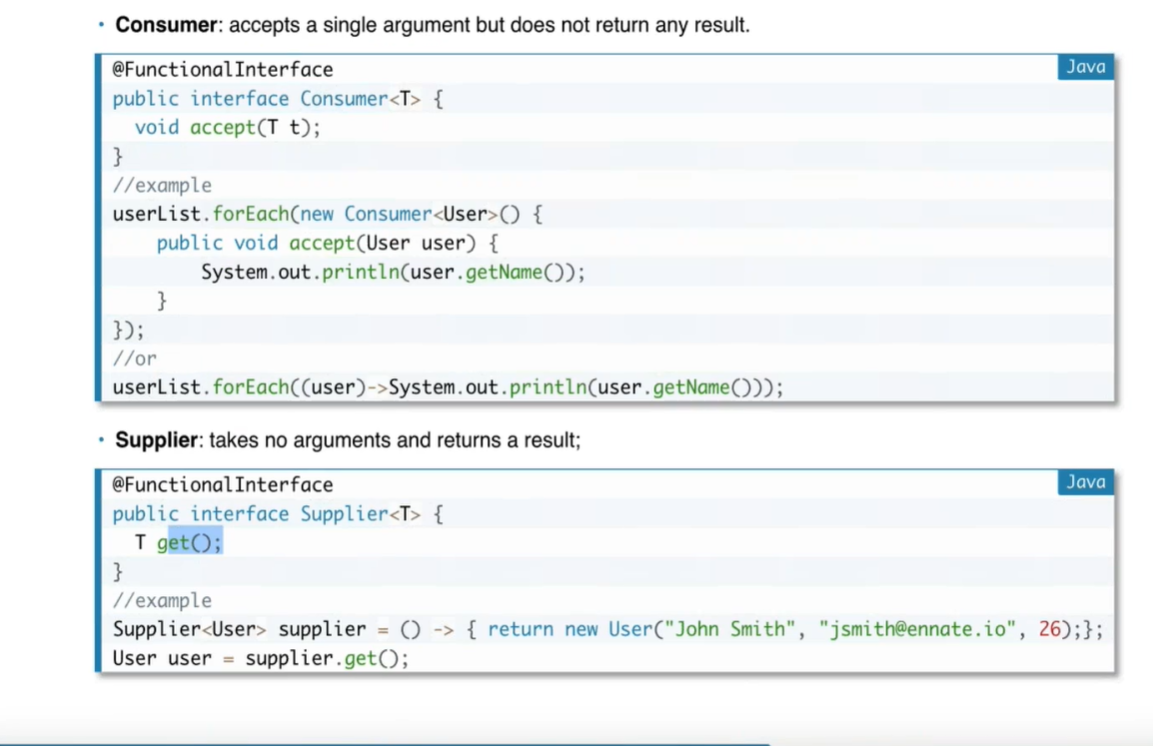 • Consumer: accepts a single argument but does not return any result.
Java
@FunctionalInterface
public interface Consumer<T> {
  void accept(T t);
}
//example
userList.forEach(new Consumer<User>() {
    public void accept(User user) {
        System.out.println(user.getName());
    }
});
//or
userList.forEach((user)->System.out.println(user.getName()));
• Supplier: takes no arguments and returns a result;
Java
@FunctionalInterface
public interface Supplier<T> {
  T get();
}
//example
Supplier<User> supplier = () -> { return new User("John Smith", "jsmith@ennate.io", 26);};
User user = supplier.get();